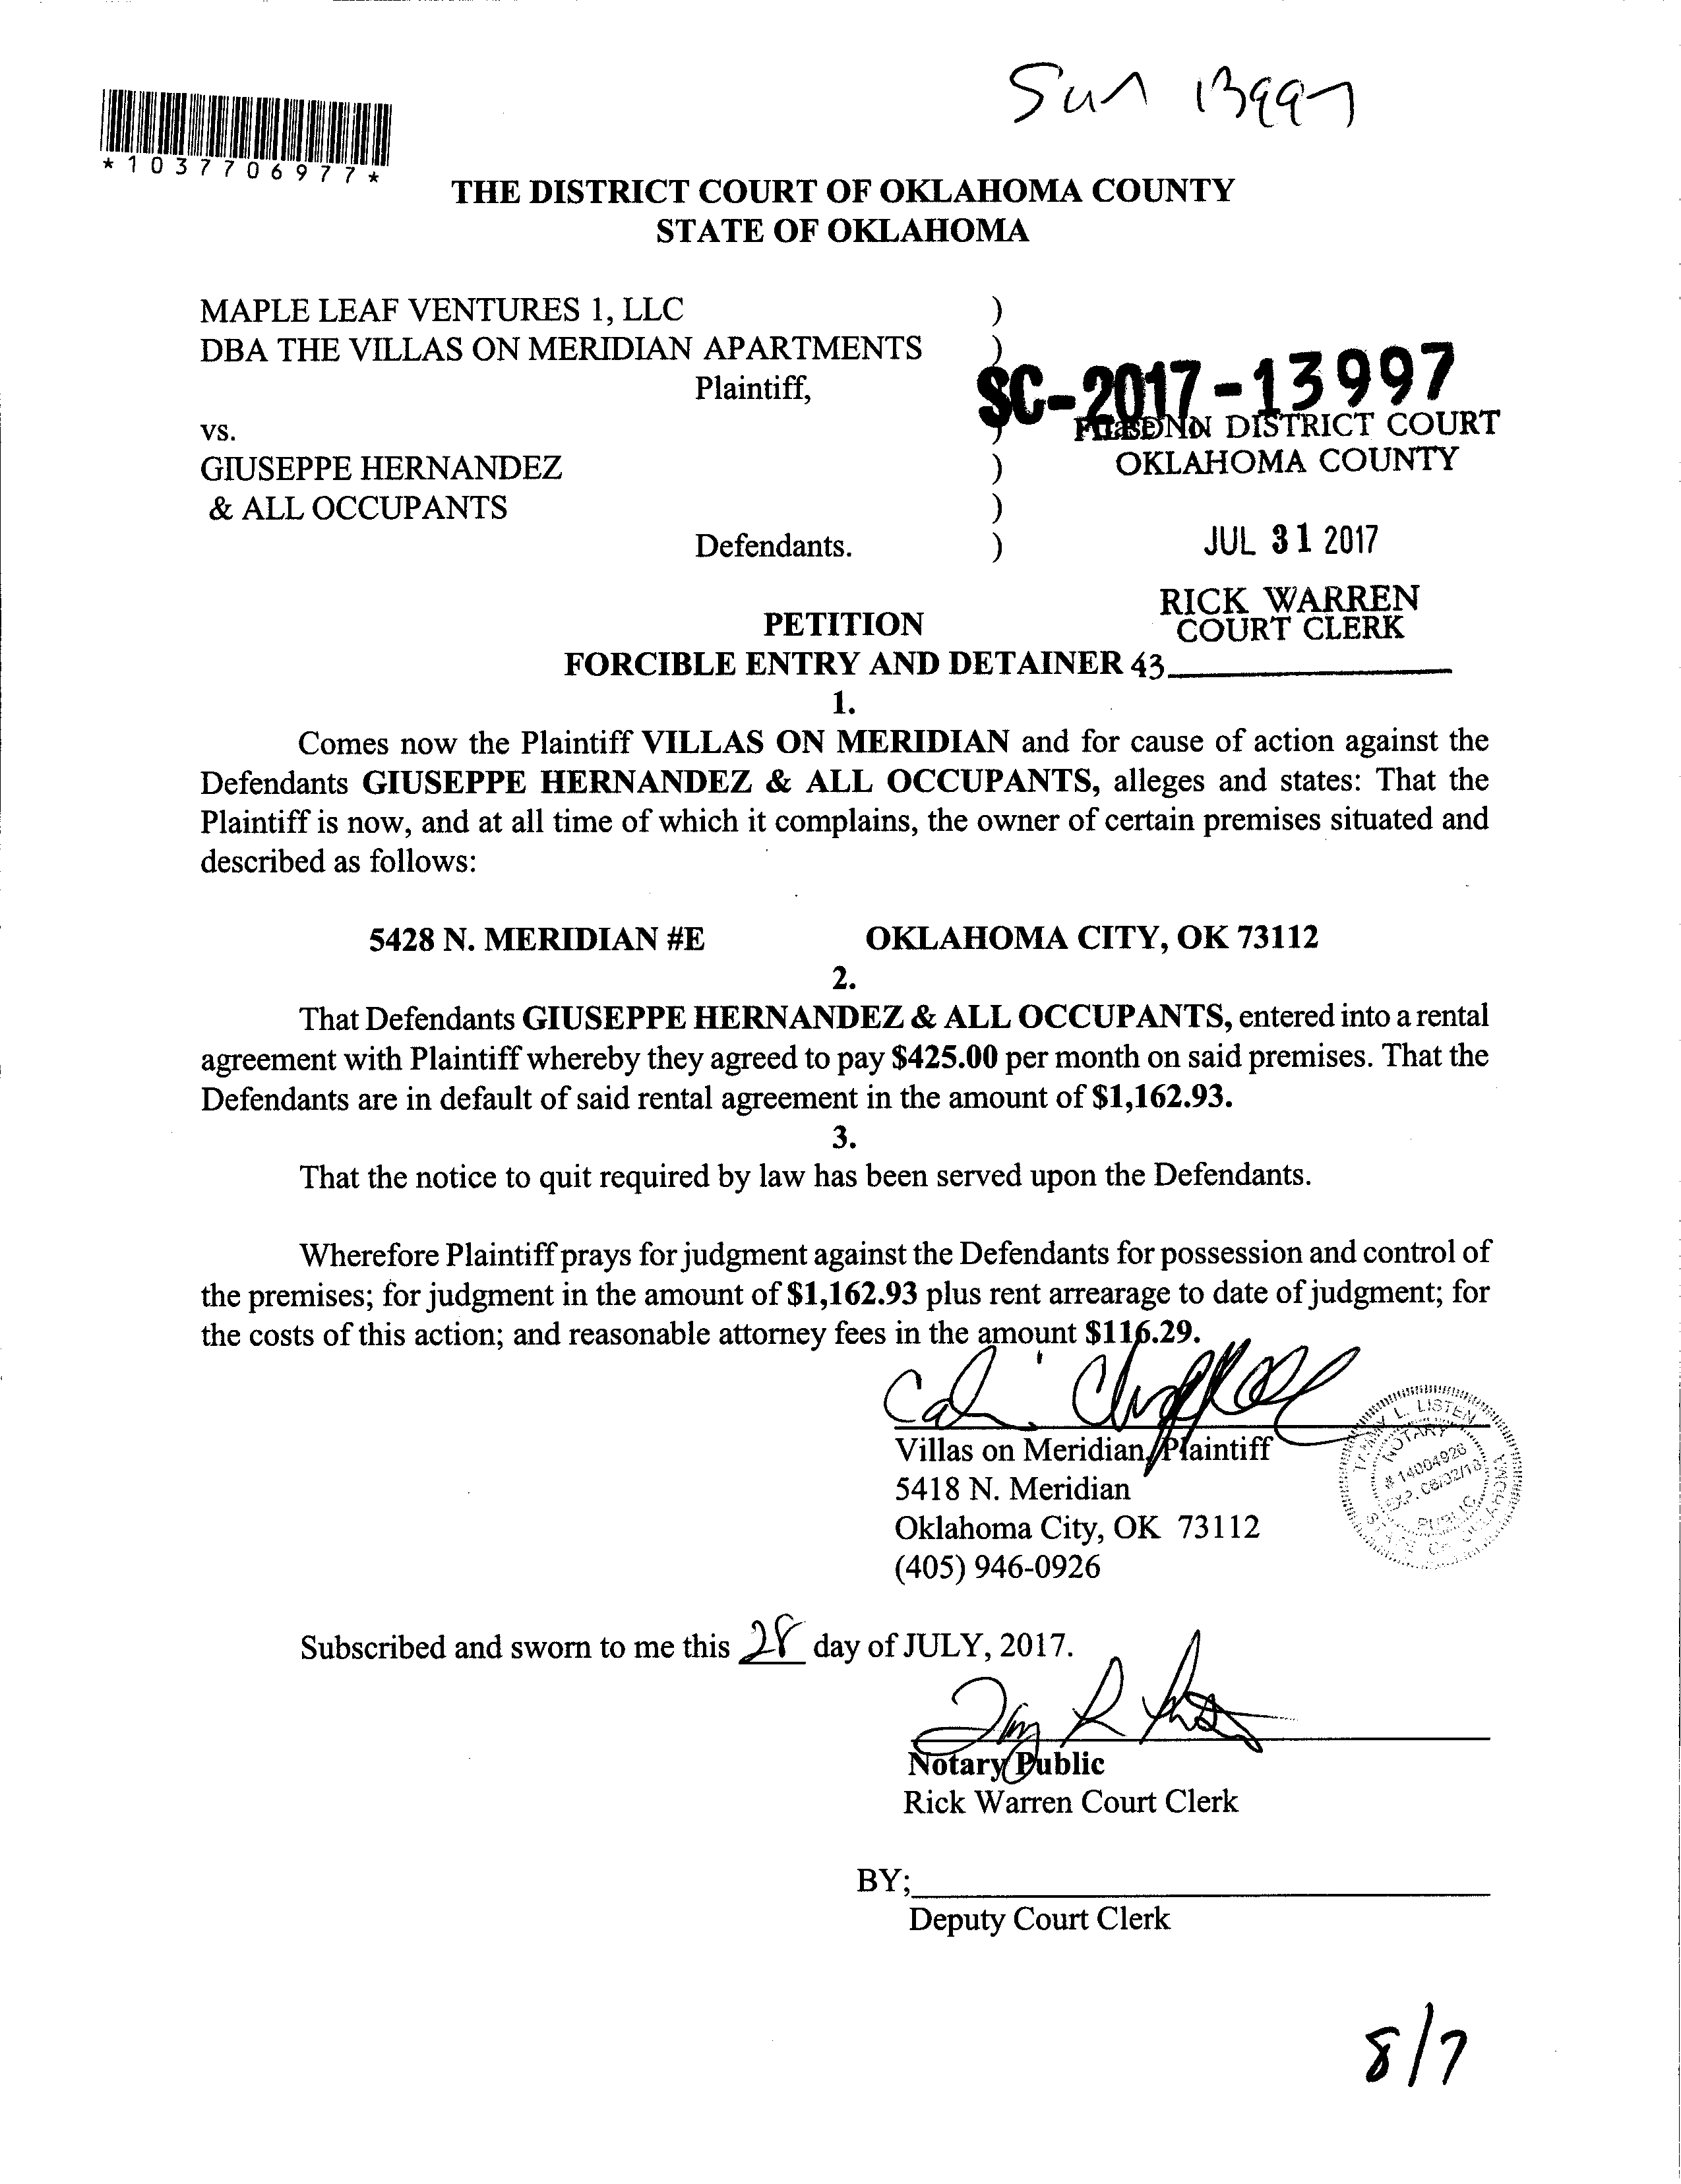 Sun 13997
*1037706977*
THE DISTRICT COURT OF OKLAHOMA COUNTY
STATE OF OKLAHOMA
MAPLE LEAF VENTURES 1, LLC )
DBA THE VILLAS ON MERIDIAN APARTMENTS )
Plaintiff,
SC-2017-13997
vs. )
DISTRICT COURT
GIUSEPPE HERNANDEZ )
OKLAHOMA COUNTY
& ALL OCCUPANTS )
Defendants. )
JUL 31 2017
RICK WARREN
COURT CLERK
PETITION
FORCIBLE ENTRY AND DETAINER 43
1.
Comes now the Plaintiff VILLAS ON MERIDIAN and for cause of action against the
Defendants GIUSEPPE HERNANDEZ & ALL OCCUPANTS, alleges and states: That the
Plaintiff is now, and at all time of which it complains, the owner of certain premises situated and
described as follows:
5428 N. MERIDIAN #E OKLAHOMA CITY, OK 73112
2.
That Defendants GIUSEPPE HERNANDEZ & ALL OCCUPANTS, entered into a rental
agreement with Plaintiff whereby they agreed to pay $425.00 per month on said premises. That the
Defendants are in default of said rental agreement in the amount of $1,162.93.
3.
That the notice to quit required by law has been served upon the Defendants.
Wherefore Plaintiff prays for judgment against the Defendants for possession and control of
the premises; for judgment in the amount of $1,162.93 plus rent arrearage to date of judgment; for
the costs of this action; and reasonable attorney fees in the amount $116.29.
Villas on Meridian, Plaintiff
5418 N. Meridian
Oklahoma City, OK 73112
(405) 946-0926
L. LISTEN
NOTARY
# 14004926
EXP.
PUBLIC
STATE OF OKLAHOMA
Subscribed and sworn to me this 28 day of JULY, 2017.
Notary Public
Rick Warren Court Clerk
BY;
Deputy Court Clerk
8/7